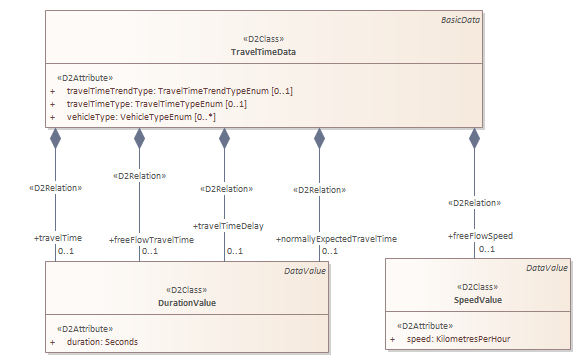 BasicData
«D2Class»
TravelTimeData
«D2Attribute»
+ travelTimeTrendType: TravelTimeTrendTypeEnum [0..1]
+ travelTimeType: TravelTimeTypeEnum [0..1]
+ vehicleType: VehicleTypeEnum [0..*]
«D2Relation» «D2Relation» «D2Relation» «D2Relation» «D2Relation»
+travelTime +freeFlowTravelTime +travelTimeDelay +normallyExpectedTravelTime +freeFlowSpeed
0..1 0..1 0..1 0..1 0..1
DataValue
«D2Class»
DurationValue
«D2Attribute»
+ duration: Seconds
DataValue
«D2Class»
SpeedValue
«D2Attribute»
+ speed: KilometresPerHour